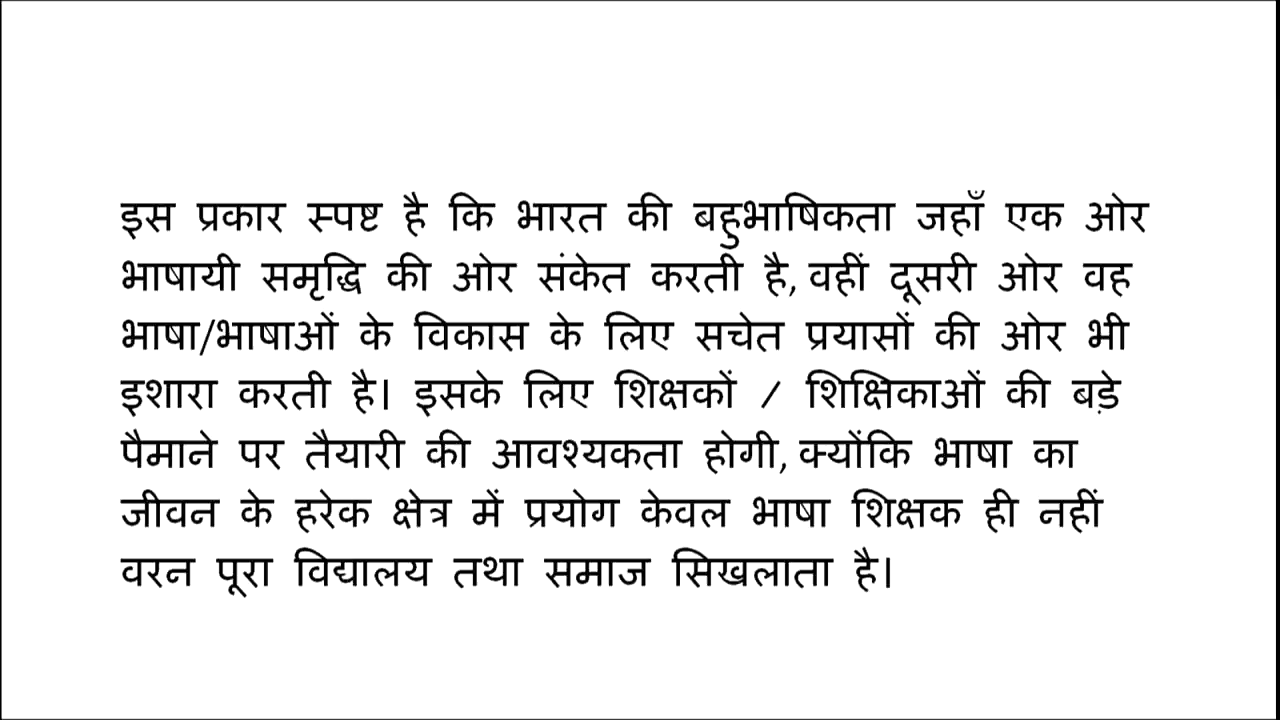 इस प्रकार स्पष्ट है कि भारत की बहुभाषिकता जहाँ एक ओर
भाषायी समृद्धि की ओर संकेत करती है, वहीं दूसरी ओर वह
भाषा/भाषाओं के विकास के लिए सचेत प्रयासों की ओर भी
इशारा करती है। इसके लिए शिक्षकों / शिक्षिकाओं की बड़े
पैमाने पर तैयारी की आवश्यकता होगी, क्योंकि भाषा का
जीवन के हरेक क्षेत्र में प्रयोग केवल भाषा शिक्षक ही नहीं
वरन पूरा विद्यालय तथा समाज सिखलाता है।